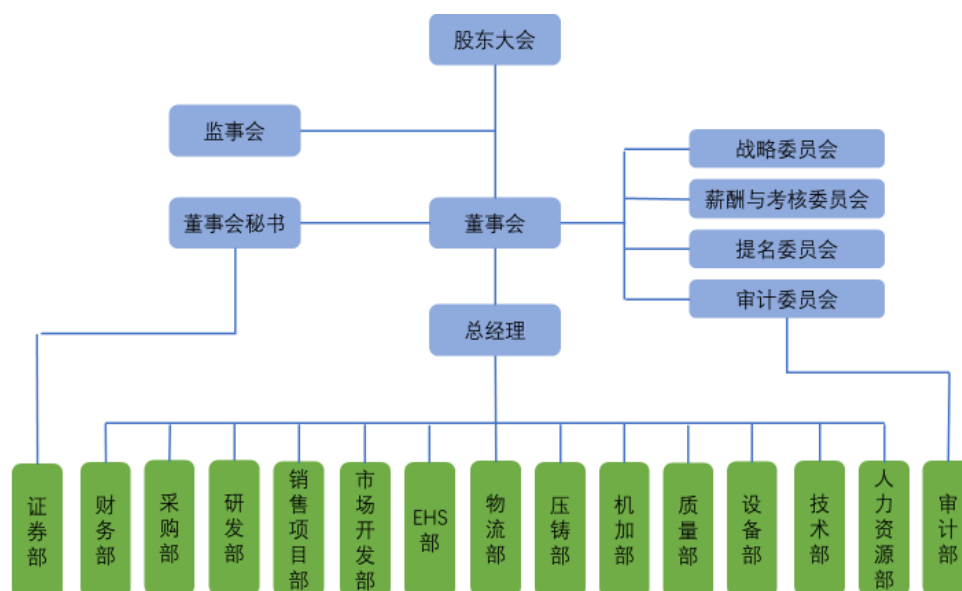 股东大会
监事会
战略委员会
薪酬与考核委员会
董事会秘书
董事会
提名委员会
审计委员会
总经理
证券部
财务部
采购部
研发部
销售项目部
市场开发部
EHS部
物流部
压铸部
机加部
质量部
设备部
技术部
人力资源部
审计部